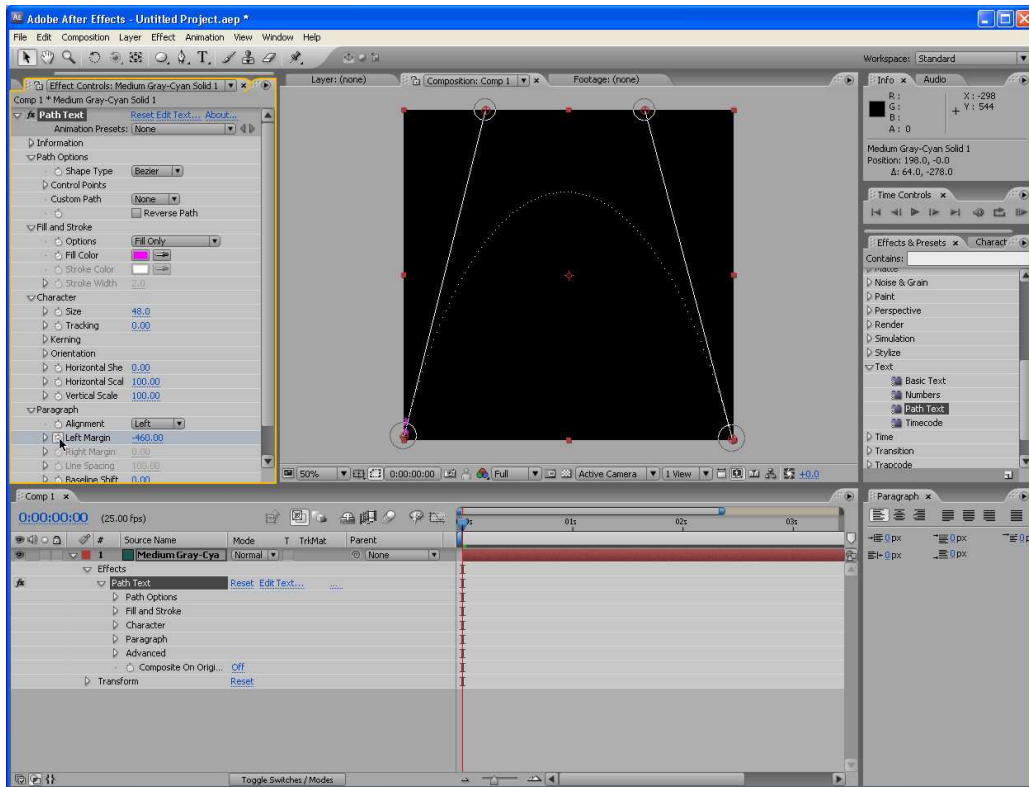 Adobe After Effects - Untitled Project.aep *
File Edit Composition Layer Effect Animation View Window Help
Workspace: Standard
Effect Controls: Medium Gray-Cyan Solid 1
Comp 1 * Medium Gray-Cyan Solid 1
Path Text Reset Edit Text... About...
Animation Presets: None
Information
Path Options
Shape Type Bezier
Control Points
Custom Path None
Reverse Path
Fill and Stroke
Options Fill Only
Fill Color
Stroke Color
Stroke Width 2.0
Character
Size 48.0
Tracking 0.00
Kerning
Orientation
Horizontal She 0.00
Horizontal Scal 100.00
Vertical Scale 100.00
Paragraph
Alignment Left
Left Margin -460.00
Right Margin 0.00
Line Spacing 100.00
Baseline Shift 0.00
Layer: (none) Composition: Comp 1 Footage: (none)
50% 0:00:00:00 Full Active Camera 1 View +0.0
Info Audio
R: X: -298
G: Y: 544
B:
A: 0
Medium Gray-Cyan Solid 1
Position: 198.0, -0.0
Δ: 64.0, -278.0
Time Controls
Effects & Presets Charact
Contains:
Matte
Noise & Grain
Paint
Perspective
Render
Simulation
Stylize
Text
Basic Text
Numbers
Path Text
Timecode
Time
Transition
Trapcode
Comp 1
0:00:00:00 (25.00 fps)
# Source Name Mode T TrkMat Parent
1 Medium Gray-Cya Normal None
Effects
Path Text Reset Edit Text... ...
Path Options
Fill and Stroke
Character
Paragraph
Advanced
Composite On Origi... Off
Transform Reset
Toggle Switches / Modes
01s 02s 03s
Paragraph
0 px 0 px
0 px 0 px